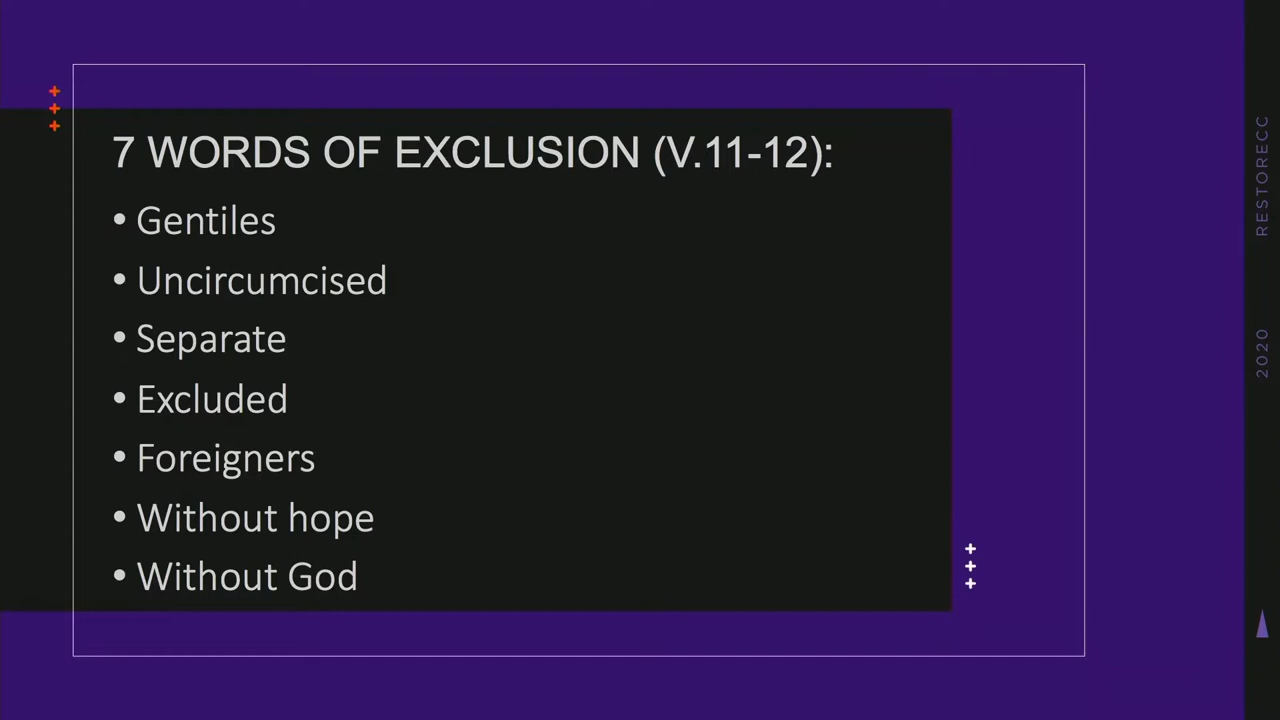 7 WORDS OF EXCLUSION (V.11-12):
• Gentiles
• Uncircumcised
• Separate
• Excluded
• Foreigners
• Without hope
• Without God
RESTORECC
2020